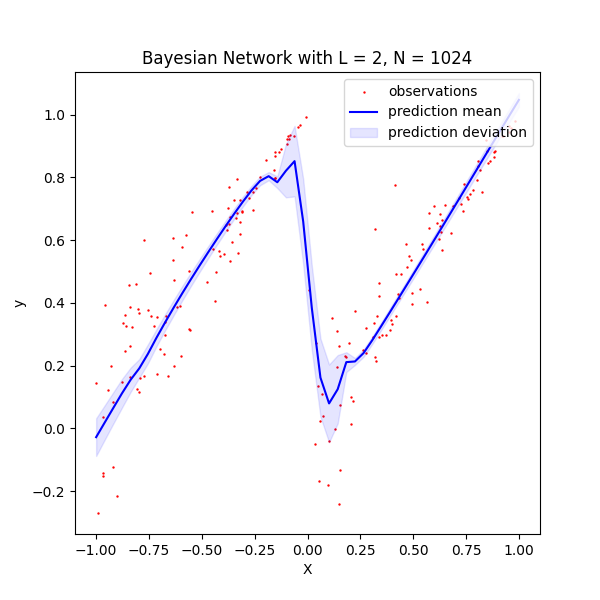 Bayesian Network with L = 2, N = 1024
observations
prediction mean
prediction deviation
1.0
0.8
0.6
0.4
0.2
0.0
−0.2
y
−1.00 −0.75 −0.50 −0.25 0.00 0.25 0.50 0.75 1.00
X